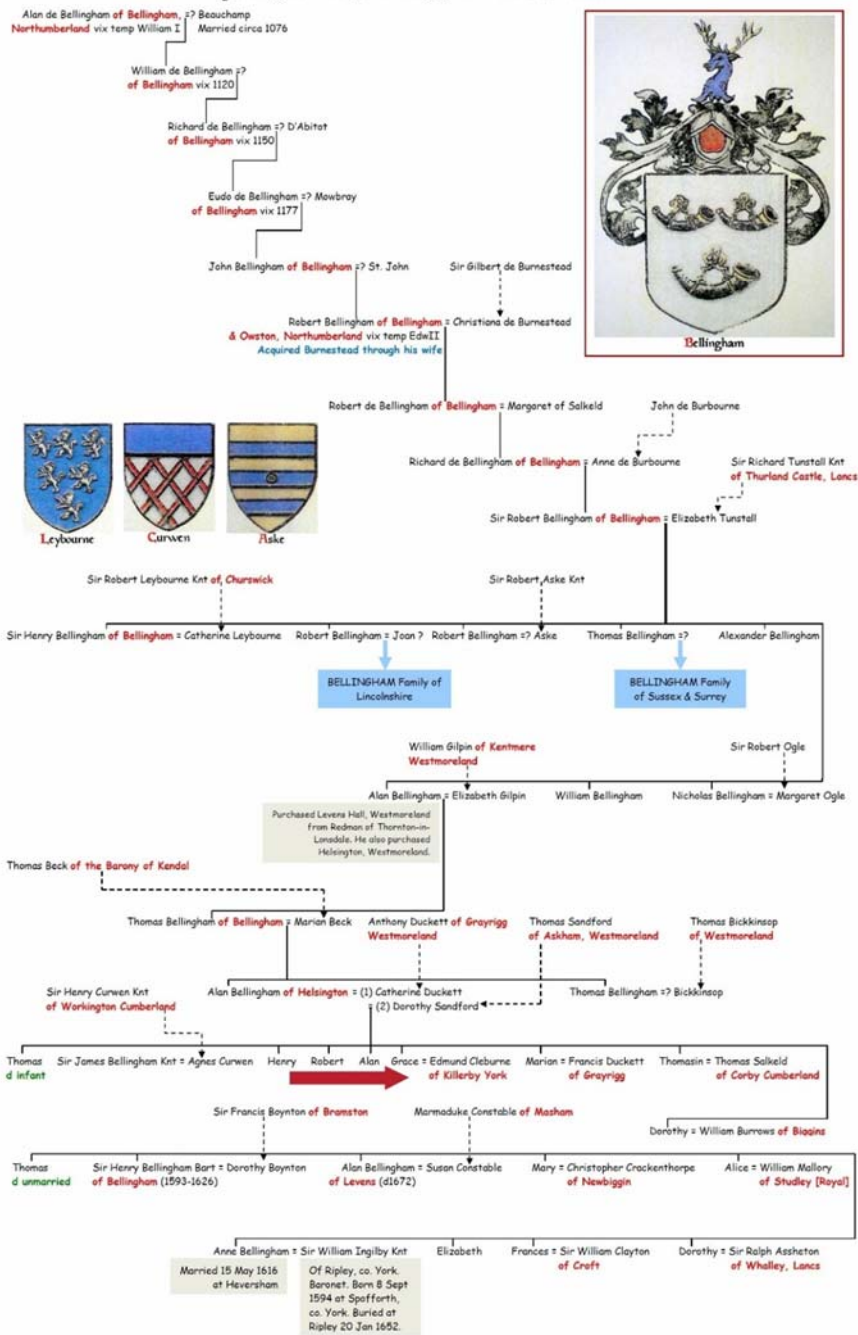 Alan de Bellingham of Bellingham, =? Beauchamp
Northumberland vix temp William I Married circa 1076
William de Bellingham =?
of Bellingham vix 1120
Richard de Bellingham =? D'Abitot
of Bellingham vix 1150
Eudo de Bellingham =? Mowbray
of Bellingham vix 1177
John Bellingham of Bellingham =? St. John
Sir Gilbert de Burnestead
Robert Bellingham of Bellingham = Christiana de Burnestead
& Owston, Northumberland vix temp EdwII
Acquired Burnestead through his wife
Bellingham
Robert de Bellingham of Bellingham = Margaret of Salkeld
John de Burbourne
Richard de Bellingham of Bellingham = Anne de Burbourne
Sir Richard Tunstall Knt
of Thurland Castle, Lancs
Sir Robert Bellingham of Bellingham = Elizabeth Tunstall
Leybourne
Curwen
Aske
Sir Robert Leybourne Knt of, Churswick
Sir Robert Aske Knt
Sir Henry Bellingham of Bellingham = Catherine Leybourne
Robert Bellingham = Joan ?
Robert Bellingham =? Aske
Thomas Bellingham =?
Alexander Bellingham
BELLINGHAM Family of
Lincolnshire
BELLINGHAM Family
of Sussex & Surrey
William Gilpin of Kentmere
Westmoreland
Sir Robert Ogle
Alan Bellingham = Elizabeth Gilpin
William Bellingham
Nicholas Bellingham = Margaret Ogle
Purchased Levens Hall, Westmoreland
from Redman of Thornton-in-
Lonsdale. He also purchased
Helsington, Westmoreland.
Thomas Beck of the Barony of Kendal
Thomas Bellingham of Bellingham = Marian Beck
Anthony Duckett of Grayrigg
Westmoreland
Thomas Sandford
of Askham, Westmoreland
Thomas Bickkinsop
of Westmoreland
Sir Henry Curwen Knt
of Workington Cumberland
Alan Bellingham of Helsington = (1) Catherine Duckett
= (2) Dorothy Sandford
Thomas Bellingham =? Bickkinsop
Thomas
d infant
Sir James Bellingham Knt = Agnes Curwen
Henry
Robert
Alan
Grace = Edmund Cleburne
of Killerby York
Marian = Francis Duckett
of Grayrigg
Thomasin = Thomas Salkeld
of Corby Cumberland
Dorothy = William Burrows of Biggins
Sir Francis Boynton of Bramston
Marmaduke Constable of Masham
Thomas
d unmarried
Sir Henry Bellingham Bart = Dorothy Boynton
of Bellingham (1593-1626)
Alan Bellingham = Susan Constable
of Levens (d1672)
Mary = Christopher Crackenthorpe
of Newbiggin
Alice = William Mallory
of Studley [Royal]
Anne Bellingham = Sir William Ingilby Knt
Elizabeth
Frances = Sir William Clayton
of Croft
Dorothy = Sir Ralph Assheton
of Whalley, Lancs
Married 15 May 1616
at Heversham
Of Ripley, co. York.
Baronet. Born 8 Sept
1594 at Spofforth,
co. York. Buried at
Ripley 20 Jan 1652.